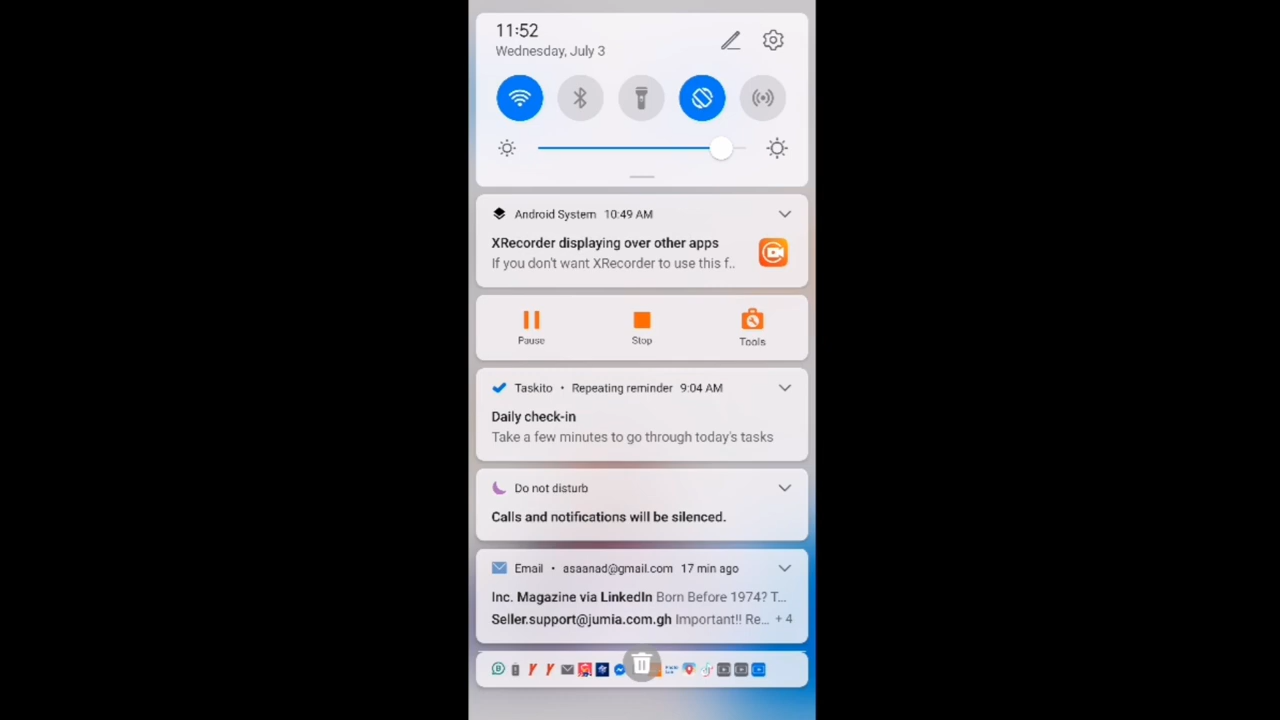 11:52
Wednesday, July 3
Android System 10:49 AM
XRecorder displaying over other apps
If you don't want XRecorder to use this f..
Pause Stop Tools
Taskito • Repeating reminder 9:04 AM
Daily check-in
Take a few minutes to go through today's tasks
Do not disturb
Calls and notifications will be silenced.
Email • asaanad@gmail.com 17 min ago
Inc. Magazine via LinkedIn Born Before 1974? T...
Seller.support@jumia.com.gh Important!! Re... + 4